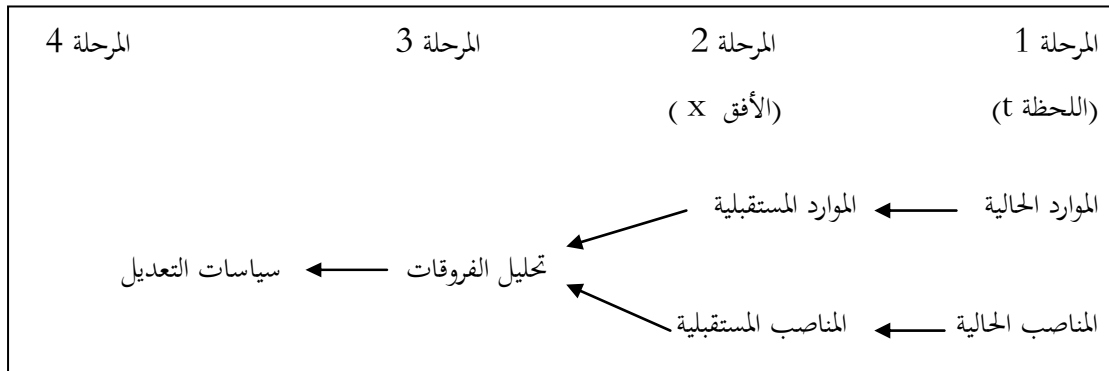 المرحلة 1 المرحلة 2 المرحلة 3 المرحلة 4
(اللحظة t) (الأفق x )
الموارد الحالية الموارد المستقبلية
تحليل الفروقات سياسات التعديل
المناصب الحالية المناصب المستقبلية